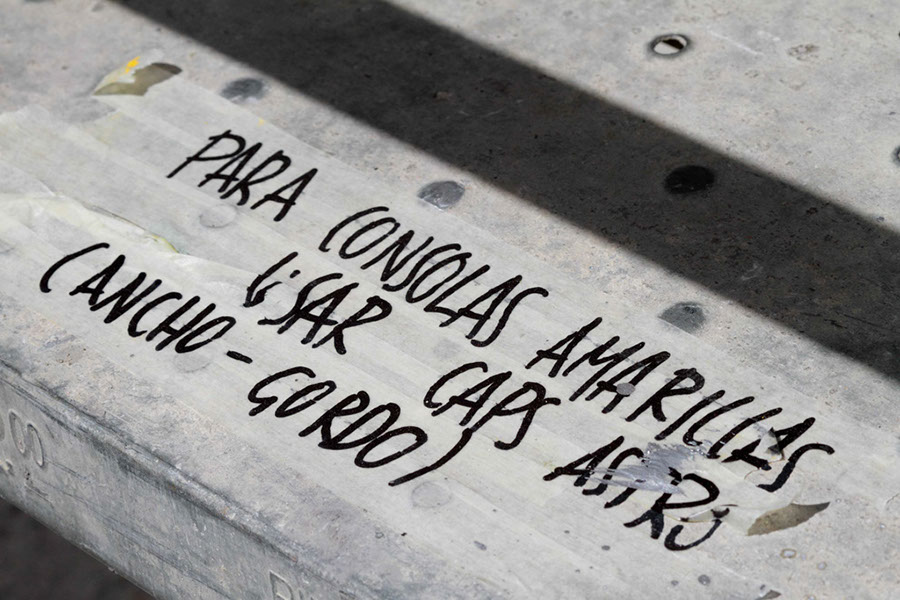 PARA CONSOLAS AMARILLAS
USAR CAPS ASTRO
(ANCHO-GORDO)